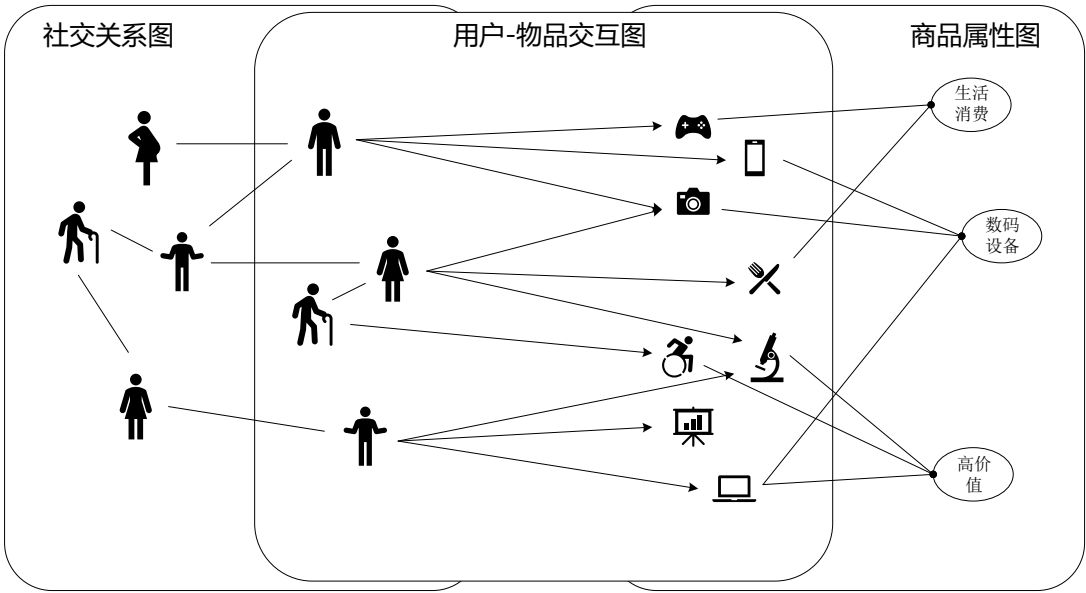 社交关系图
用户-物品交互图
商品属性图
生活
消费
数码
设备
高价
值